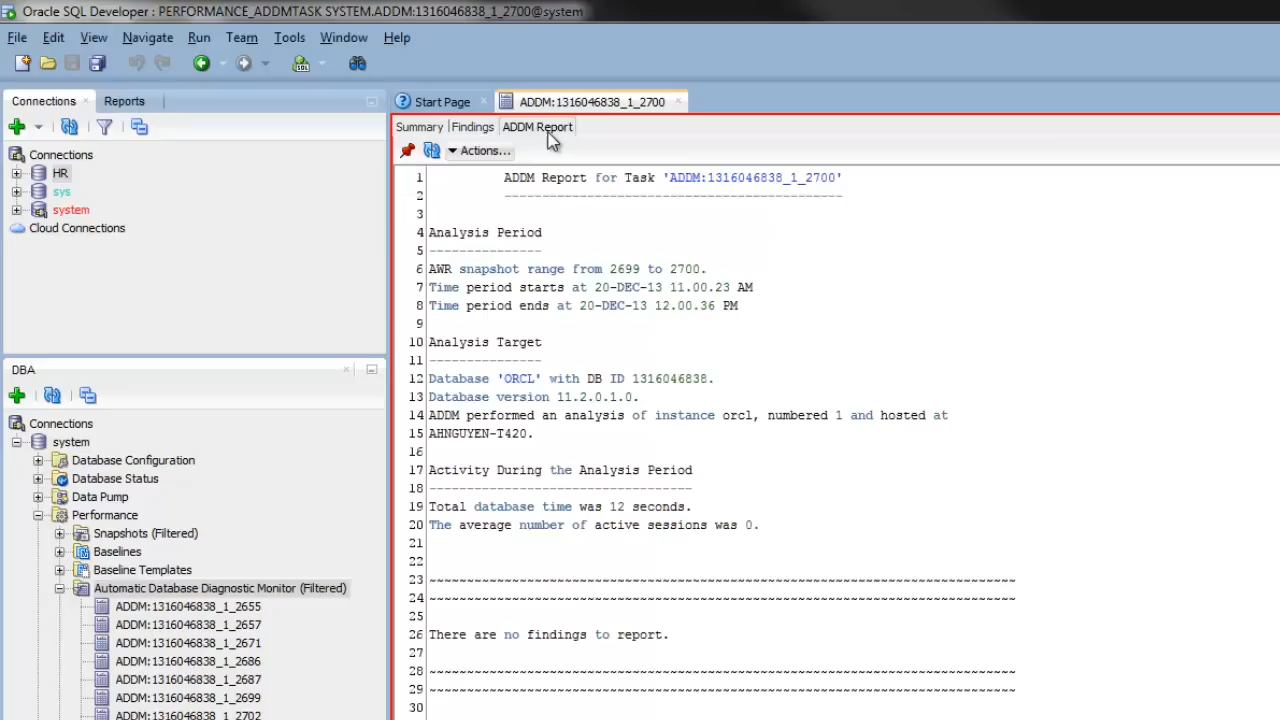 Oracle SQL Developer : PERFORMANCE_ADDMTASK SYSTEM.ADDM:1316046838_1_2700@system
File Edit View Navigate Run Team Tools Window Help
Connections Reports
Connections
HR
sys
system
Cloud Connections
DBA
Connections
system
Database Configuration
Database Status
Data Pump
Performance
Snapshots (Filtered)
Baselines
Baseline Templates
Automatic Database Diagnostic Monitor (Filtered)
ADDM:1316046838_1_2655
ADDM:1316046838_1_2657
ADDM:1316046838_1_2671
ADDM:1316046838_1_2686
ADDM:1316046838_1_2687
ADDM:1316046838_1_2699
ADDM:1316046838_1_2702
Start Page ADDM:1316046838_1_2700
Summary Findings ADDM Report
Actions...
1 ADDM Report for Task 'ADDM:1316046838_1_2700'
2 ---------------------------------------------
3
4 Analysis Period
5 ---------------
6 AWR snapshot range from 2699 to 2700.
7 Time period starts at 20-DEC-13 11.00.23 AM
8 Time period ends at 20-DEC-13 12.00.36 PM
9
10 Analysis Target
11 ---------------
12 Database 'ORCL' with DB ID 1316046838.
13 Database version 11.2.0.1.0.
14 ADDM performed an analysis of instance orcl, numbered 1 and hosted at
15 AHNGUYEN-T420.
16
17 Activity During the Analysis Period
18 -----------------------------------
19 Total database time was 12 seconds.
20 The average number of active sessions was 0.
21
22
23 ~~~~~~~~~~~~~~~~~~~~~~~~~~~~~~~~~~~~~~~~~~~~~~~~~~~~~~~~~~~~~~~~~~~~~~~~~~~~~~
24 ~~~~~~~~~~~~~~~~~~~~~~~~~~~~~~~~~~~~~~~~~~~~~~~~~~~~~~~~~~~~~~~~~~~~~~~~~~~~~~
25
26 There are no findings to report.
27
28 ~~~~~~~~~~~~~~~~~~~~~~~~~~~~~~~~~~~~~~~~~~~~~~~~~~~~~~~~~~~~~~~~~~~~~~~~~~~~~~
29 ~~~~~~~~~~~~~~~~~~~~~~~~~~~~~~~~~~~~~~~~~~~~~~~~~~~~~~~~~~~~~~~~~~~~~~~~~~~~~~
30